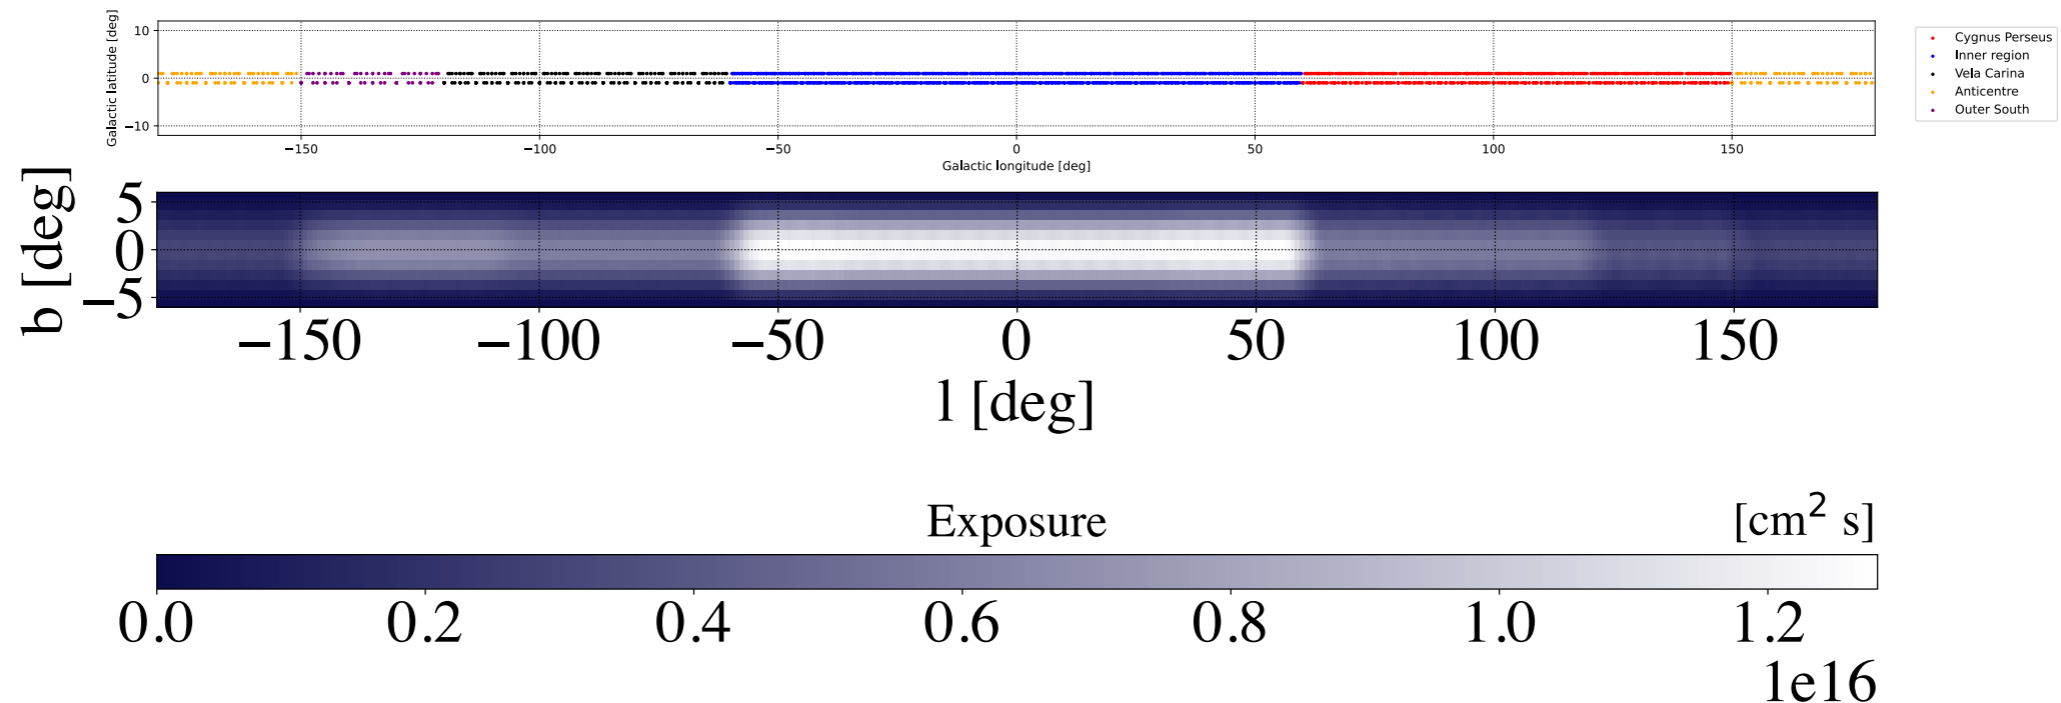 Galactic latitude [deg]
10
0
−10
−150
−100
−50
0
50
100
150
Galactic longitude [deg]
Cygnus Perseus
Inner region
Vela Carina
Anticentre
Outer South
b [deg]
5
0
−5
−150
−100
−50
0
50
100
150
l [deg]
Exposure
[cm² s]
0.0
0.2
0.4
0.6
0.8
1.0
1.2
1e16